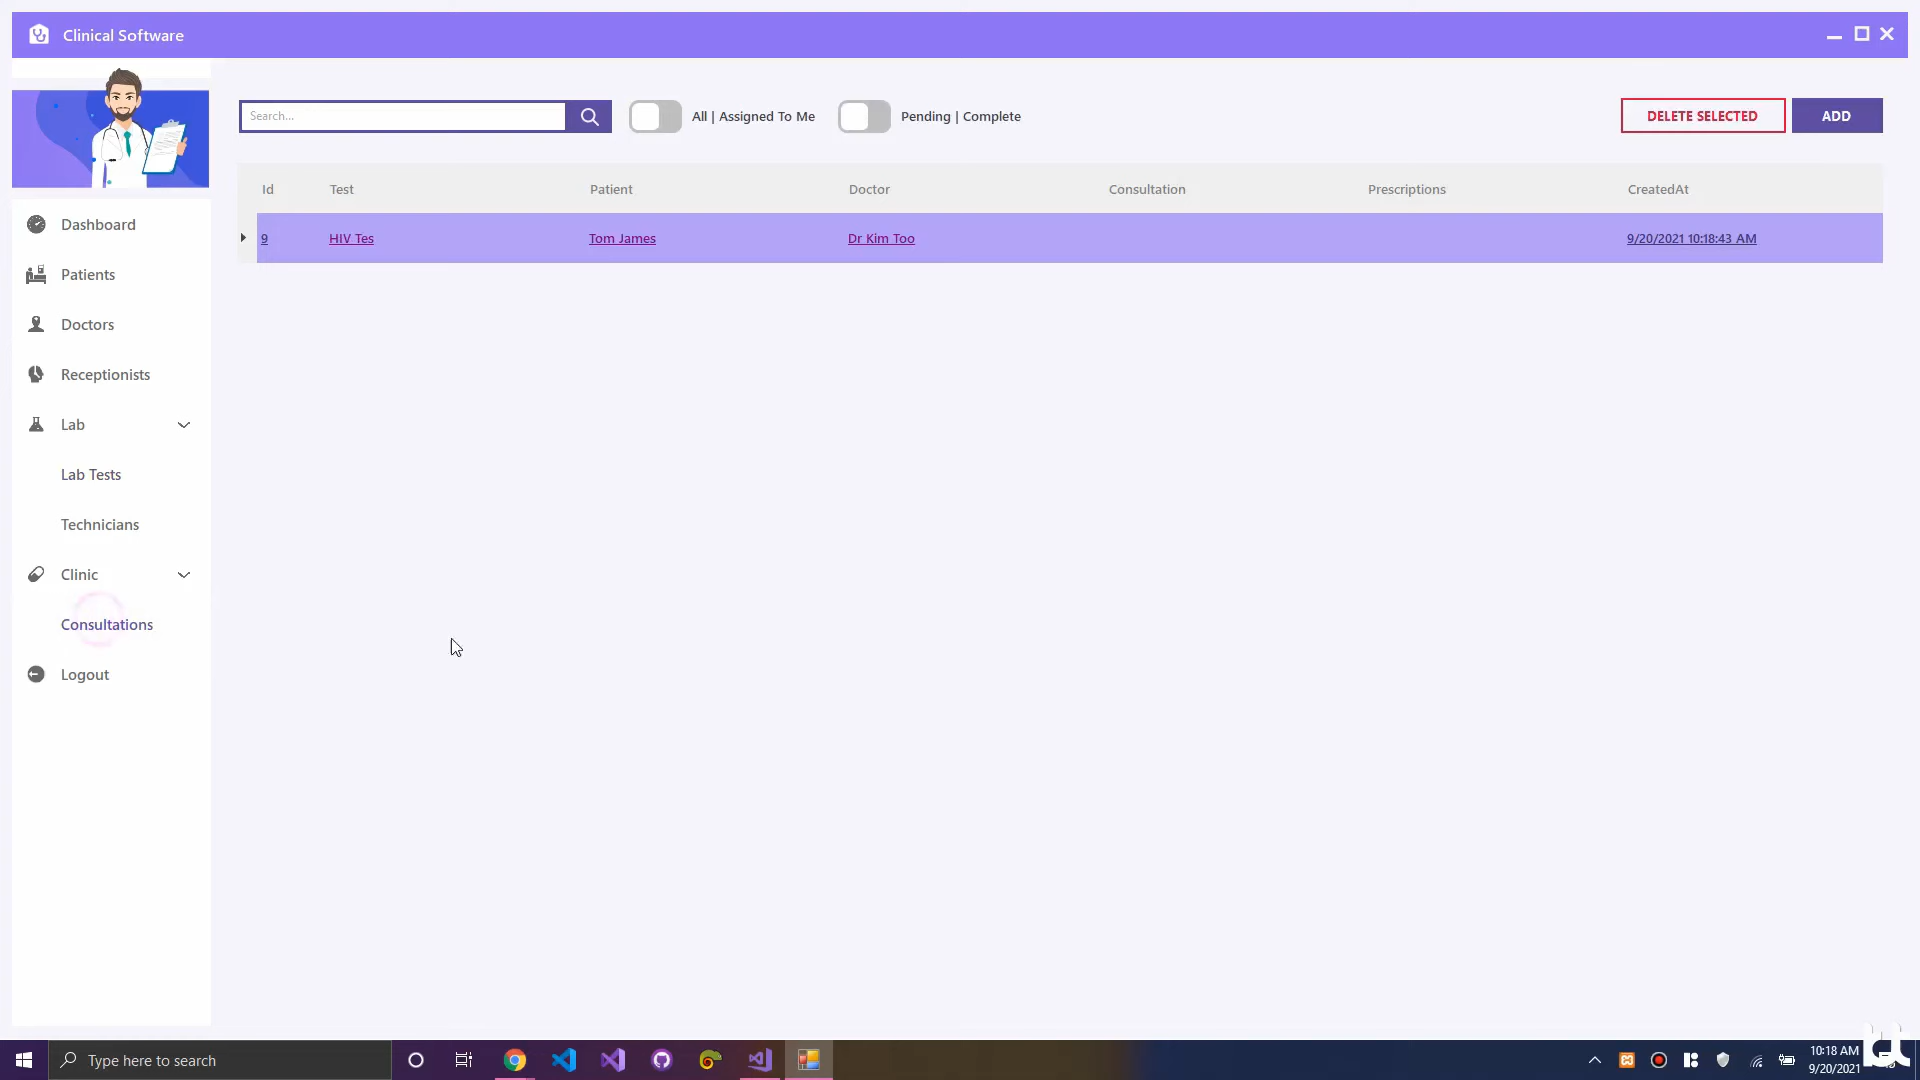 Clinical Software
Search...
All | Assigned To Me
Pending | Complete
DELETE SELECTED
ADD
Id Test Patient Doctor Consultation Prescriptions CreatedAt
9 HIV Tes Tom James Dr Kim Too 9/20/2021 10:18:43 AM
Dashboard
Patients
Doctors
Receptionists
Lab
Lab Tests
Technicians
Clinic
Consultations
Logout
Type here to search
10:18 AM
9/20/2021